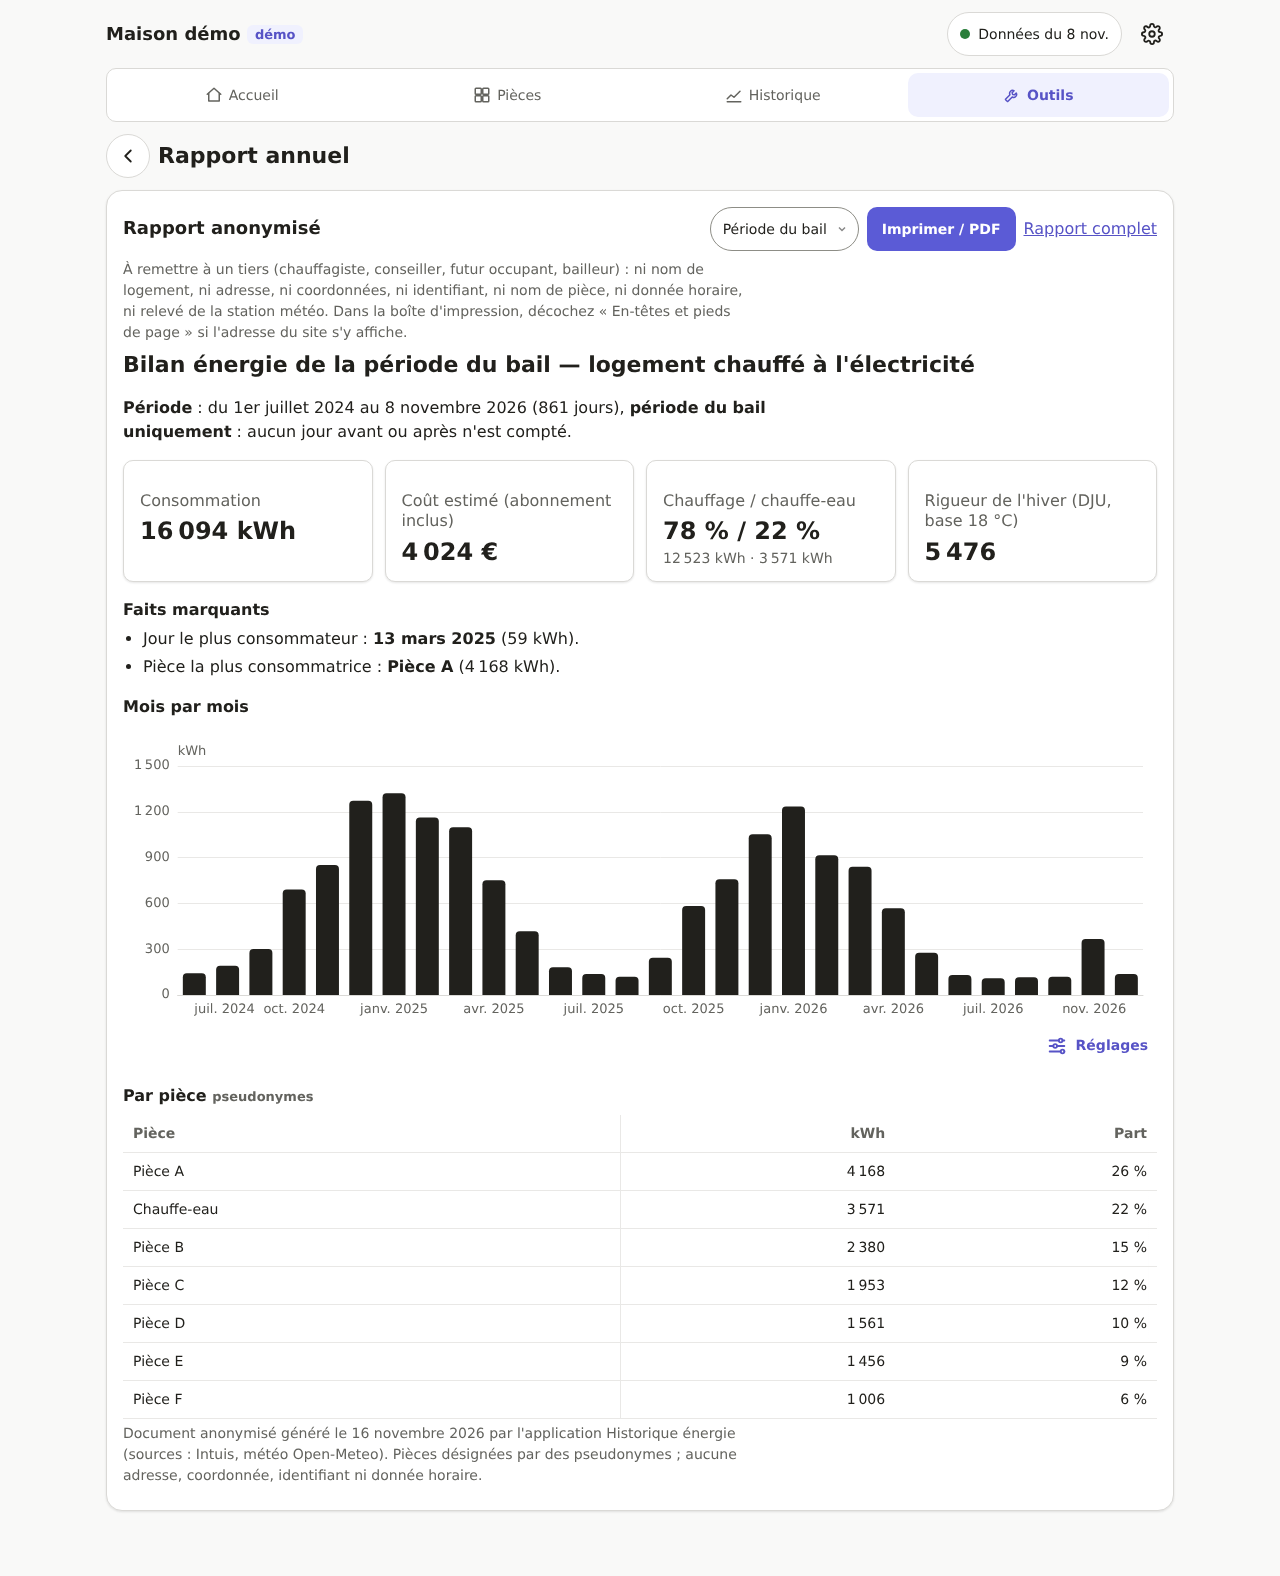 Maison démo démo
Données du 8 nov.
Accueil
Pièces
Historique
Outils
Rapport annuel
Rapport anonymisé
Période du bail
Imprimer / PDF
Rapport complet
À remettre à un tiers (chauffagiste, conseiller, futur occupant, bailleur) : ni nom de
logement, ni adresse, ni coordonnées, ni identifiant, ni nom de pièce, ni donnée horaire,
ni relevé de la station météo. Dans la boîte d'impression, décochez « En-têtes et pieds
de page » si l'adresse du site s'y affiche.
Bilan énergie de la période du bail — logement chauffé à l'électricité
Période : du 1er juillet 2024 au 8 novembre 2026 (861 jours), période du bail
uniquement : aucun jour avant ou après n'est compté.
Consommation
16 094 kWh
Coût estimé (abonnement
inclus)
4 024 €
Chauffage / chauffe-eau
78 % / 22 %
12 523 kWh · 3 571 kWh
Rigueur de l'hiver (DJU,
base 18 °C)
5 476
Faits marquants
• Jour le plus consommateur : 13 mars 2025 (59 kWh).
• Pièce la plus consommatrice : Pièce A (4 168 kWh).
Mois par mois
kWh
1 500
1 200
900
600
300
0
juil. 2024 oct. 2024 janv. 2025 avr. 2025 juil. 2025 oct. 2025 janv. 2026 avr. 2026 juil. 2026 nov. 2026
Réglages
Par pièce pseudonymes
Pièce kWh Part
Pièce A 4 168 26 %
Chauffe-eau 3 571 22 %
Pièce B 2 380 15 %
Pièce C 1 953 12 %
Pièce D 1 561 10 %
Pièce E 1 456 9 %
Pièce F 1 006 6 %
Document anonymisé généré le 16 novembre 2026 par l'application Historique énergie
(sources : Intuis, météo Open-Meteo). Pièces désignées par des pseudonymes ; aucune
adresse, coordonnée, identifiant ni donnée horaire.